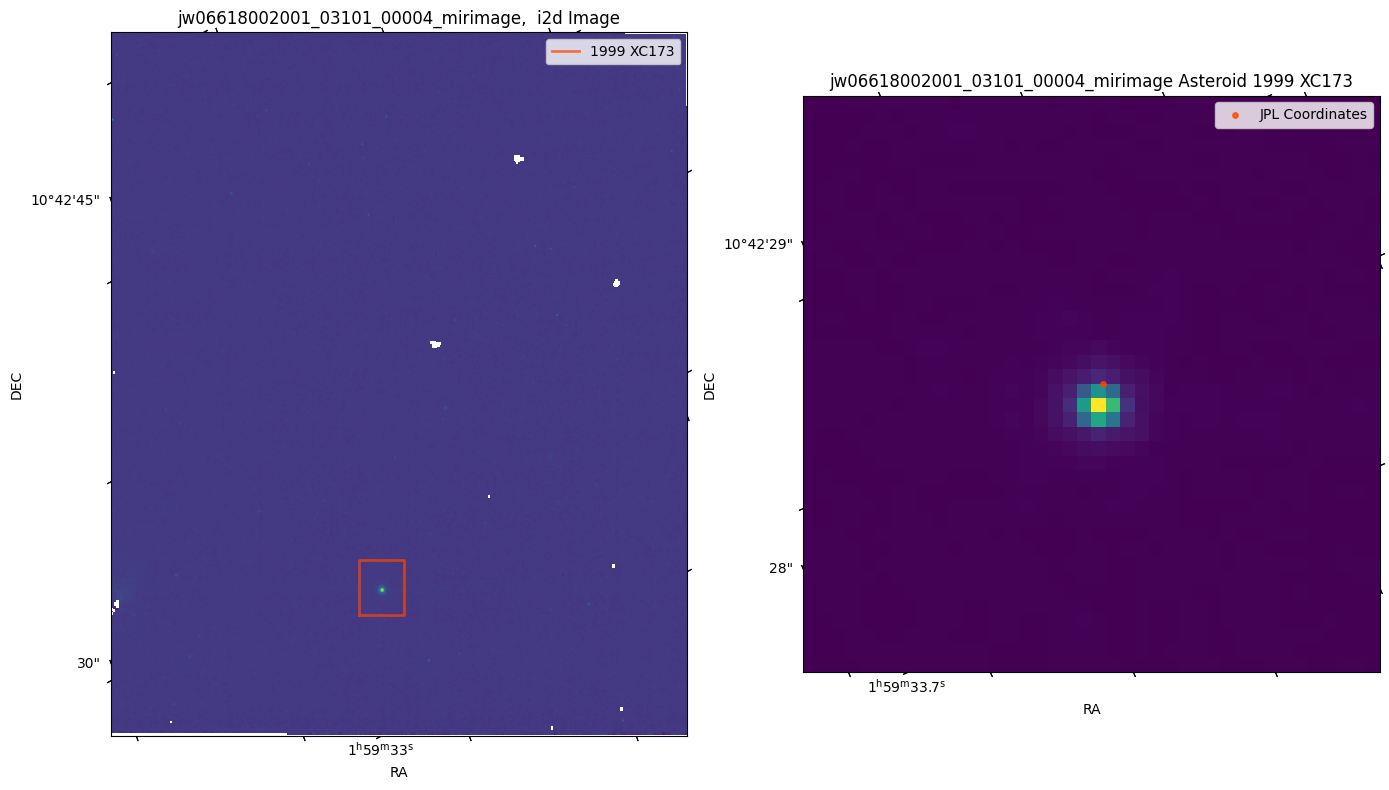 jw06618002001_03101_00004_mirimage,  i2d Image
1999 XC173
10°42'45"
30"
DEC
1ʰ59ᵐ33ˢ
RA
jw06618002001_03101_00004_mirimage Asteroid 1999 XC173
JPL Coordinates
10°42'29"
28"
DEC
1ʰ59ᵐ33.7ˢ
RA